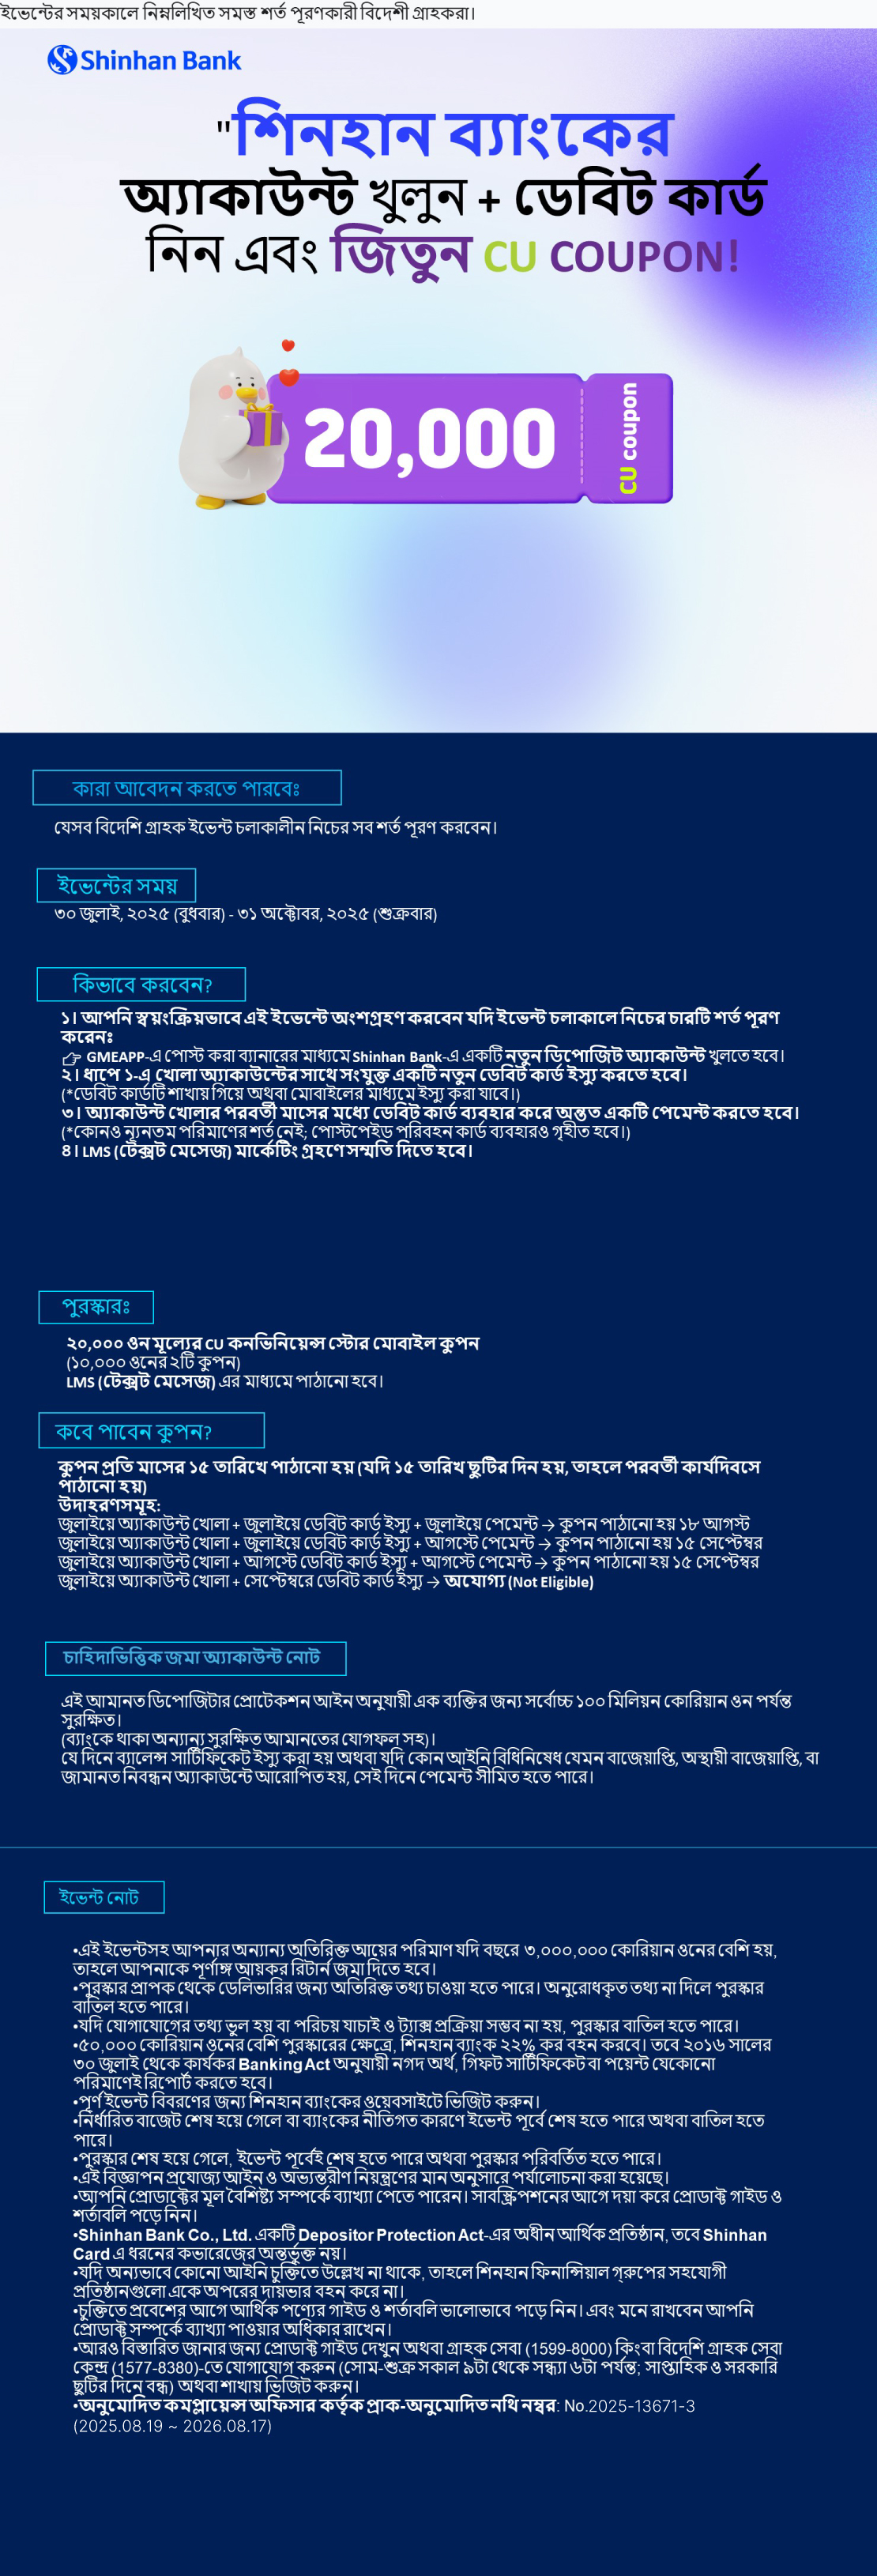 ইভেন্টের সময়কালে নিম্নলিখিত সমস্ত শর্ত পূরণকারী বিদেশী গ্রাহকরা।
Shinhan Bank
"শিনহান ব্যাংকের
অ্যাকাউন্ট খুলুন + ডেবিট কার্ড
নিন এবং জিতুন CU COUPON!
20,000
CU coupon
কারা আবেদন করতে পারবেঃ
যেসব বিদেশি গ্রাহক ইভেন্ট চলাকালীন নিচের সব শর্ত পূরণ করবেন।
ইভেন্টের সময়
৩০ জুলাই, ২০২৫ (বুধবার) - ৩১ অক্টোবর, ২০২৫ (শুক্রবার)
কিভাবে করবেন?
১। আপনি স্বয়ংক্রিয়ভাবে এই ইভেন্টে অংশগ্রহণ করবেন যদি ইভেন্ট চলাকালে নিচের চারটি শর্ত পূরণ
করেনঃ
👉 GMEAPP-এ পোস্ট করা ব্যানারের মাধ্যমে Shinhan Bank-এ একটি নতুন ডিপোজিট অ্যাকাউন্ট খুলতে হবে।
২। ধাপে ১-এ খোলা অ্যাকাউন্টের সাথে সংযুক্ত একটি নতুন ডেবিট কার্ড ইস্যু করতে হবে।
(*ডেবিট কার্ডটি শাখায় গিয়ে অথবা মোবাইলের মাধ্যমে ইস্যু করা যাবে।)
৩। অ্যাকাউন্ট খোলার পরবর্তী মাসের মধ্যে ডেবিট কার্ড ব্যবহার করে অন্তত একটি পেমেন্ট করতে হবে।
(*কোনও ন্যূনতম পরিমাণের শর্ত নেই; পোস্টপেইড পরিবহন কার্ড ব্যবহারও গৃহীত হবে।)
৪। LMS (টেক্সট মেসেজ) মার্কেটিং গ্রহণে সম্মতি দিতে হবে।
পুরস্কারঃ
২০,০০০ ওন মূল্যের CU কনভিনিয়েন্স স্টোর মোবাইল কুপন
(১০,০০০ ওনের ২টি কুপন)
LMS (টেক্সট মেসেজ) এর মাধ্যমে পাঠানো হবে।
কবে পাবেন কুপন?
কুপন প্রতি মাসের ১৫ তারিখে পাঠানো হয় (যদি ১৫ তারিখ ছুটির দিন হয়, তাহলে পরবর্তী কার্যদিবসে
পাঠানো হয়)
উদাহরণসমূহ:
জুলাইয়ে অ্যাকাউন্ট খোলা + জুলাইয়ে ডেবিট কার্ড ইস্যু + জুলাইয়ে পেমেন্ট → কুপন পাঠানো হয় ১৮ আগস্ট
জুলাইয়ে অ্যাকাউন্ট খোলা + জুলাইয়ে ডেবিট কার্ড ইস্যু + আগস্টে পেমেন্ট → কুপন পাঠানো হয় ১৫ সেপ্টেম্বর
জুলাইয়ে অ্যাকাউন্ট খোলা + আগস্টে ডেবিট কার্ড ইস্যু + আগস্টে পেমেন্ট → কুপন পাঠানো হয় ১৫ সেপ্টেম্বর
জুলাইয়ে অ্যাকাউন্ট খোলা + সেপ্টেম্বরে ডেবিট কার্ড ইস্যু → অযোগ্য (Not Eligible)
চাহিদাভিত্তিক জমা অ্যাকাউন্ট নোট
এই আমানত ডিপোজিটার প্রোটেকশন আইন অনুযায়ী এক ব্যক্তির জন্য সর্বোচ্চ ১০০ মিলিয়ন কোরিয়ান ওন পর্যন্ত
সুরক্ষিত।
(ব্যাংকে থাকা অন্যান্য সুরক্ষিত আমানতের যোগফল সহ)।
যে দিনে ব্যালেন্স সার্টিফিকেট ইস্যু করা হয় অথবা যদি কোন আইনি বিধিনিষেধ যেমন বাজেয়াপ্তি, অস্থায়ী বাজেয়াপ্তি, বা
জামানত নিবন্ধন অ্যাকাউন্টে আরোপিত হয়, সেই দিনে পেমেন্ট সীমিত হতে পারে।
ইভেন্ট নোট
•এই ইভেন্টসহ আপনার অন্যান্য অতিরিক্ত আয়ের পরিমাণ যদি বছরে ৩,০০০,০০০ কোরিয়ান ওনের বেশি হয়,
তাহলে আপনাকে পূর্ণাঙ্গ আয়কর রিটার্ন জমা দিতে হবে।
•পুরস্কার প্রাপক থেকে ডেলিভারির জন্য অতিরিক্ত তথ্য চাওয়া হতে পারে। অনুরোধকৃত তথ্য না দিলে পুরস্কার
বাতিল হতে পারে।
•যদি যোগাযোগের তথ্য ভুল হয় বা পরিচয় যাচাই ও ট্যাক্স প্রক্রিয়া সম্ভব না হয়, পুরস্কার বাতিল হতে পারে।
•৫০,০০০ কোরিয়ান ওনের বেশি পুরস্কারের ক্ষেত্রে, শিনহান ব্যাংক ২২% কর বহন করবে। তবে ২০১৬ সালের
৩০ জুলাই থেকে কার্যকর Banking Act অনুযায়ী নগদ অর্থ, গিফট সার্টিফিকেট বা পয়েন্ট যেকোনো
পরিমাণেই রিপোর্ট করতে হবে।
•পূর্ণ ইভেন্ট বিবরণের জন্য শিনহান ব্যাংকের ওয়েবসাইটে ভিজিট করুন।
•নির্ধারিত বাজেট শেষ হয়ে গেলে বা ব্যাংকের নীতিগত কারণে ইভেন্ট পূর্বে শেষ হতে পারে অথবা বাতিল হতে
পারে।
•পুরস্কার শেষ হয়ে গেলে, ইভেন্ট পূর্বেই শেষ হতে পারে অথবা পুরস্কার পরিবর্তিত হতে পারে।
•এই বিজ্ঞাপন প্রযোজ্য আইন ও অভ্যন্তরীণ নিয়ন্ত্রণের মান অনুসারে পর্যালোচনা করা হয়েছে।
•আপনি প্রোডাক্টের মূল বৈশিষ্ট্য সম্পর্কে ব্যাখ্যা পেতে পারেন। সাবস্ক্রিপশনের আগে দয়া করে প্রোডাক্ট গাইড ও
শর্তাবলি পড়ে নিন।
•Shinhan Bank Co., Ltd. একটি Depositor Protection Act-এর অধীন আর্থিক প্রতিষ্ঠান, তবে Shinhan
Card এ ধরনের কভারেজের অন্তর্ভুক্ত নয়।
•যদি অন্যভাবে কোনো আইনি চুক্তিতে উল্লেখ না থাকে, তাহলে শিনহান ফিনান্সিয়াল গ্রুপের সহযোগী
প্রতিষ্ঠানগুলো একে অপরের দায়ভার বহন করে না।
•চুক্তিতে প্রবেশের আগে আর্থিক পণ্যের গাইড ও শর্তাবলি ভালোভাবে পড়ে নিন। এবং মনে রাখবেন আপনি
প্রোডাক্ট সম্পর্কে ব্যাখ্যা পাওয়ার অধিকার রাখেন।
•আরও বিস্তারিত জানার জন্য প্রোডাক্ট গাইড দেখুন অথবা গ্রাহক সেবা (1599-8000) কিংবা বিদেশি গ্রাহক সেবা
কেন্দ্র (1577-8380)-তে যোগাযোগ করুন (সোম-শুক্র সকাল ৯টা থেকে সন্ধ্যা ৬টা পর্যন্ত; সাপ্তাহিক ও সরকারি
ছুটির দিনে বন্ধ) অথবা শাখায় ভিজিট করুন।
•অনুমোদিত কমপ্লায়েন্স অফিসার কর্তৃক প্রাক-অনুমোদিত নথি নম্বর: No.2025-13671-3
(2025.08.19 ~ 2026.08.17)